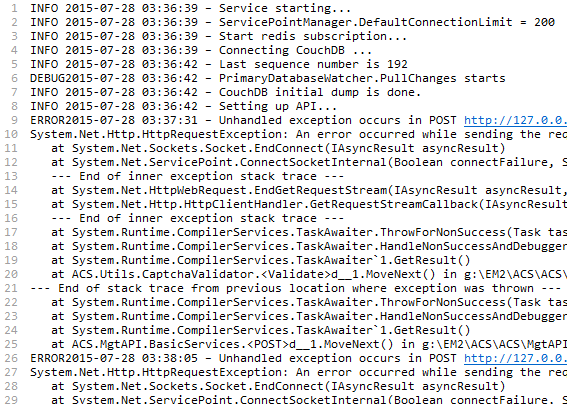 1 INFO 2015-07-28 03:36:39 - Service starting...
2 INFO 2015-07-28 03:36:39 - ServicePointManager.DefaultConnectionLimit = 200
3 INFO 2015-07-28 03:36:39 - Start redis subscription...
4 INFO 2015-07-28 03:36:39 - Connecting CouchDB ...
5 INFO 2015-07-28 03:36:42 - Last sequence number is 192
6 DEBUG2015-07-28 03:36:42 - PrimaryDatabaseWatcher.PullChanges starts
7 INFO 2015-07-28 03:36:42 - CouchDB initial dump is done.
8 INFO 2015-07-28 03:36:42 - Setting up API...
9 ERROR2015-07-28 03:37:31 - Unhandled exception occurs in POST http://127.0.0.
10 System.Net.Http.HttpRequestException: An error occurred while sending the req
11 at System.Net.Sockets.Socket.EndConnect(IAsyncResult asyncResult)
12 at System.Net.ServicePoint.ConnectSocketInternal(Boolean connectFailure, S
13 --- End of inner exception stack trace ---
14 at System.Net.HttpWebRequest.EndGetRequestStream(IAsyncResult asyncResult,
15 at System.Net.Http.HttpClientHandler.GetRequestStreamCallback(IAsyncResult
16 --- End of inner exception stack trace ---
17 at System.Runtime.CompilerServices.TaskAwaiter.ThrowForNonSuccess(Task tas
18 at System.Runtime.CompilerServices.TaskAwaiter.HandleNonSuccessAndDebugger
19 at System.Runtime.CompilerServices.TaskAwaiter`1.GetResult()
20 at ACS.Utils.CaptchaValidator.<Validate>d__1.MoveNext() in g:\EM2\ACS\ACS\
21 --- End of stack trace from previous location where exception was thrown ---
22 at System.Runtime.CompilerServices.TaskAwaiter.ThrowForNonSuccess(Task tas
23 at System.Runtime.CompilerServices.TaskAwaiter.HandleNonSuccessAndDebugger
24 at System.Runtime.CompilerServices.TaskAwaiter`1.GetResult()
25 at ACS.MgtAPI.BasicServices.<POST>d__1.MoveNext() in g:\EM2\ACS\ACS\MgtAPI
26 ERROR2015-07-28 03:38:05 - Unhandled exception occurs in POST http://127.0.0.
27 System.Net.Http.HttpRequestException: An error occurred while sending the req
28 at System.Net.Sockets.Socket.EndConnect(IAsyncResult asyncResult)
29 at System.Net.ServicePoint.ConnectSocketInternal(Boolean connectFailure, S